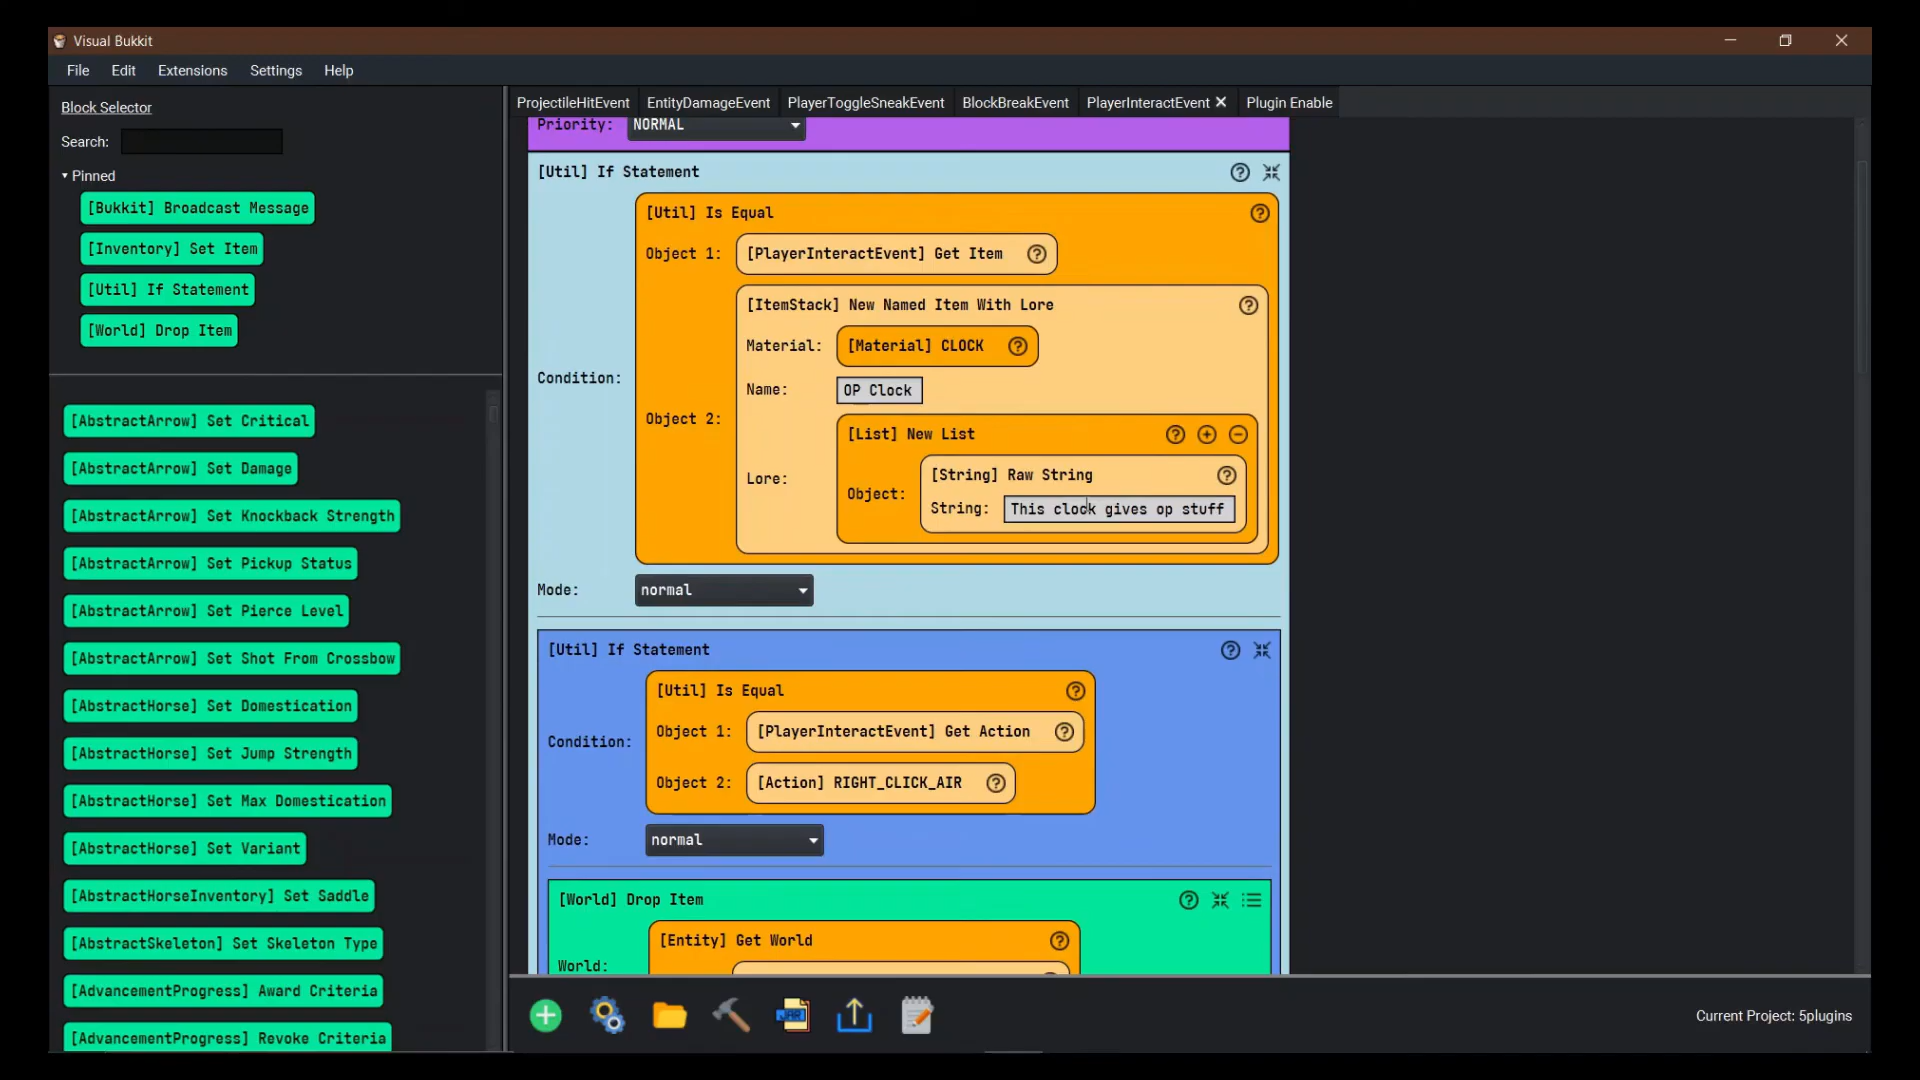 Visual Bukkit
File Edit Extensions Settings Help
Block Selector
Search:
Pinned
[Bukkit] Broadcast Message
[Inventory] Set Item
[Util] If Statement
[World] Drop Item
[AbstractArrow] Set Critical
[AbstractArrow] Set Damage
[AbstractArrow] Set Knockback Strength
[AbstractArrow] Set Pickup Status
[AbstractArrow] Set Pierce Level
[AbstractArrow] Set Shot From Crossbow
[AbstractHorse] Set Domestication
[AbstractHorse] Set Jump Strength
[AbstractHorse] Set Max Domestication
[AbstractHorse] Set Variant
[AbstractHorseInventory] Set Saddle
[AbstractSkeleton] Set Skeleton Type
[AdvancementProgress] Award Criteria
[AdvancementProgress] Revoke Criteria
ProjectileHitEvent EntityDamageEvent PlayerToggleSneakEvent BlockBreakEvent PlayerInteractEvent Plugin Enable
Priority: NORMAL
[Util] If Statement
[Util] Is Equal
Object 1: [PlayerInteractEvent] Get Item
[ItemStack] New Named Item With Lore
Material: [Material] CLOCK
Condition:
Name: OP Clock
Object 2:
[List] New List
Lore:
[String] Raw String
Object:
String: This clock gives op stuff
Mode: normal
[Util] If Statement
[Util] Is Equal
Object 1: [PlayerInteractEvent] Get Action
Condition:
Object 2: [Action] RIGHT_CLICK_AIR
Mode: normal
[World] Drop Item
[Entity] Get World
World:
JAR
Current Project: 5plugins